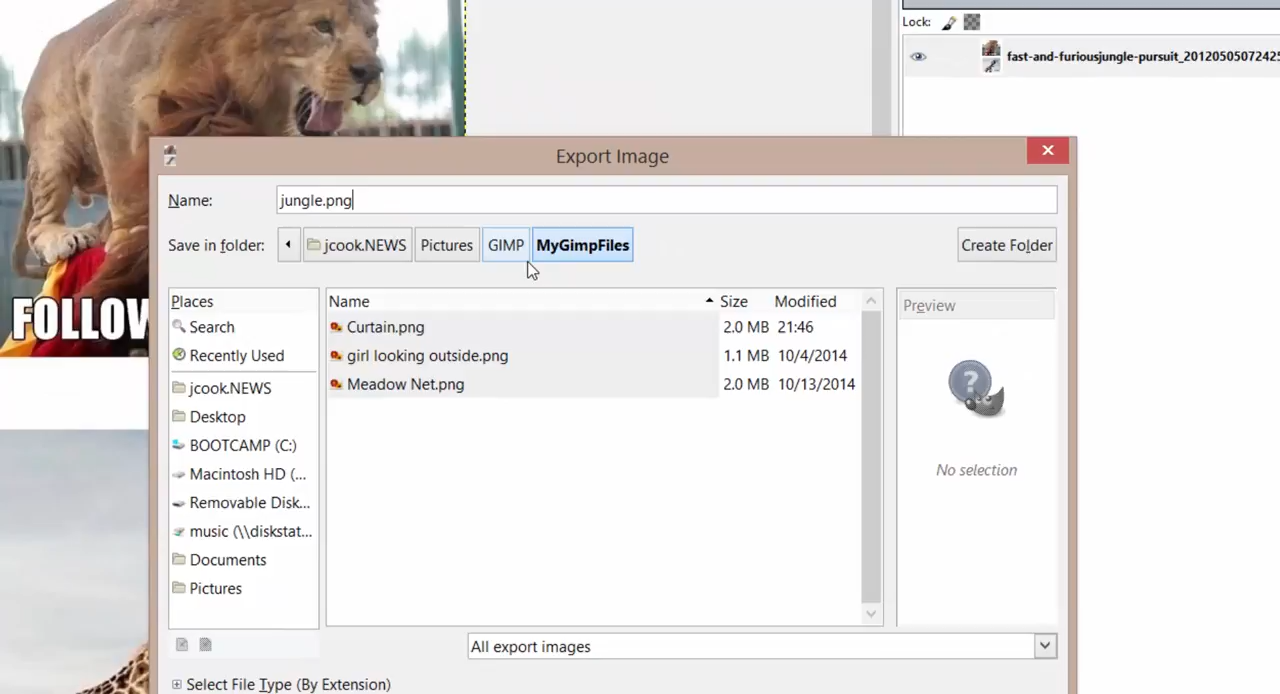 Lock:
fast-and-furiousjungle-pursuit_2012050507242
Export Image
Name: jungle.png
Save in folder: jcook.NEWS Pictures GIMP MyGimpFiles Create Folder
Places
Search
Recently Used
jcook.NEWS
Desktop
BOOTCAMP (C:)
Macintosh HD (...
Removable Disk...
music (\\diskstat...
Documents
Pictures
Name Size Modified
Curtain.png 2.0 MB 21:46
girl looking outside.png 1.1 MB 10/4/2014
Meadow Net.png 2.0 MB 10/13/2014
Preview
No selection
FOLLOW
All export images
Select File Type (By Extension)